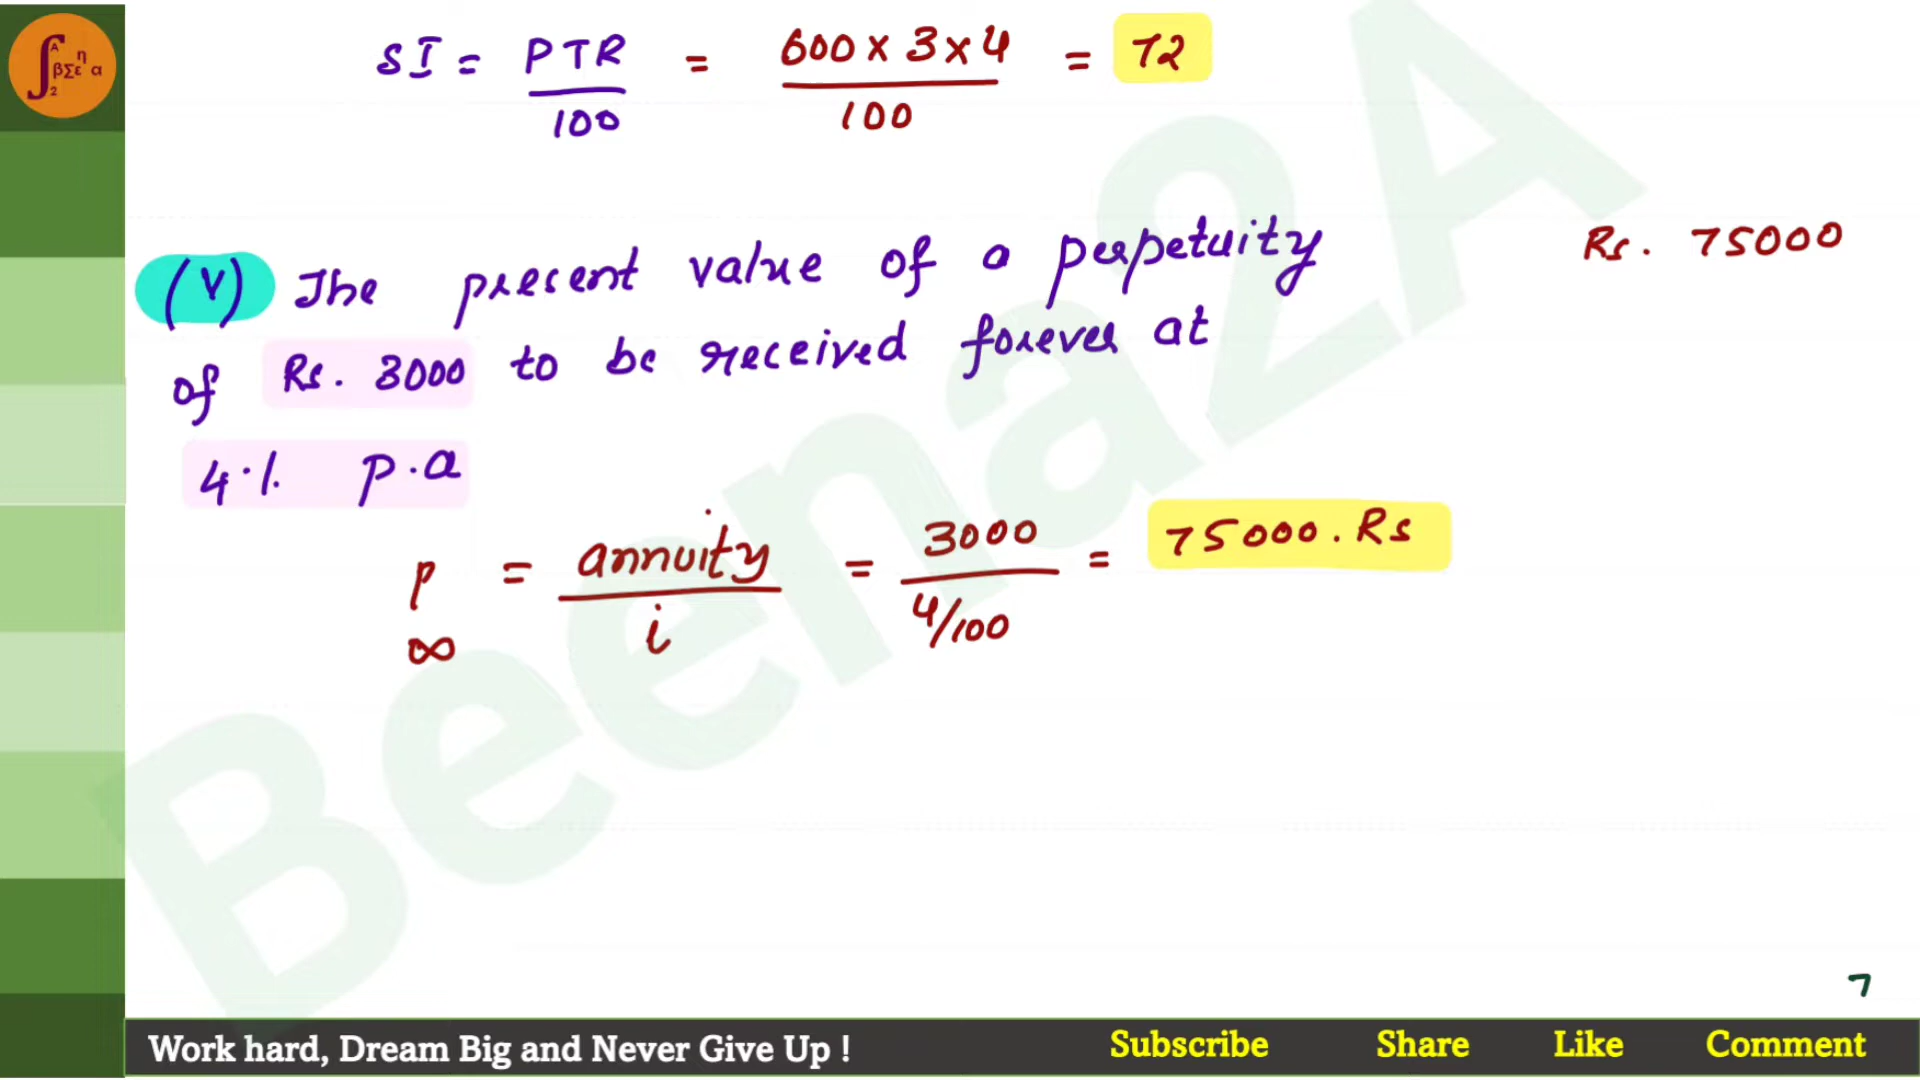 SI = PTR/100 = 600 x 3 x 4/100 = 72
(V) The present value of a perpetuity Rs. 75000
of Rs. 3000 to be received forever at
4% p.a
P∞ = annuity/i = 3000/(4/100) = 75000. Rs
Beena2A
7
Work hard, Dream Big and Never Give Up ! Subscribe Share Like Comment